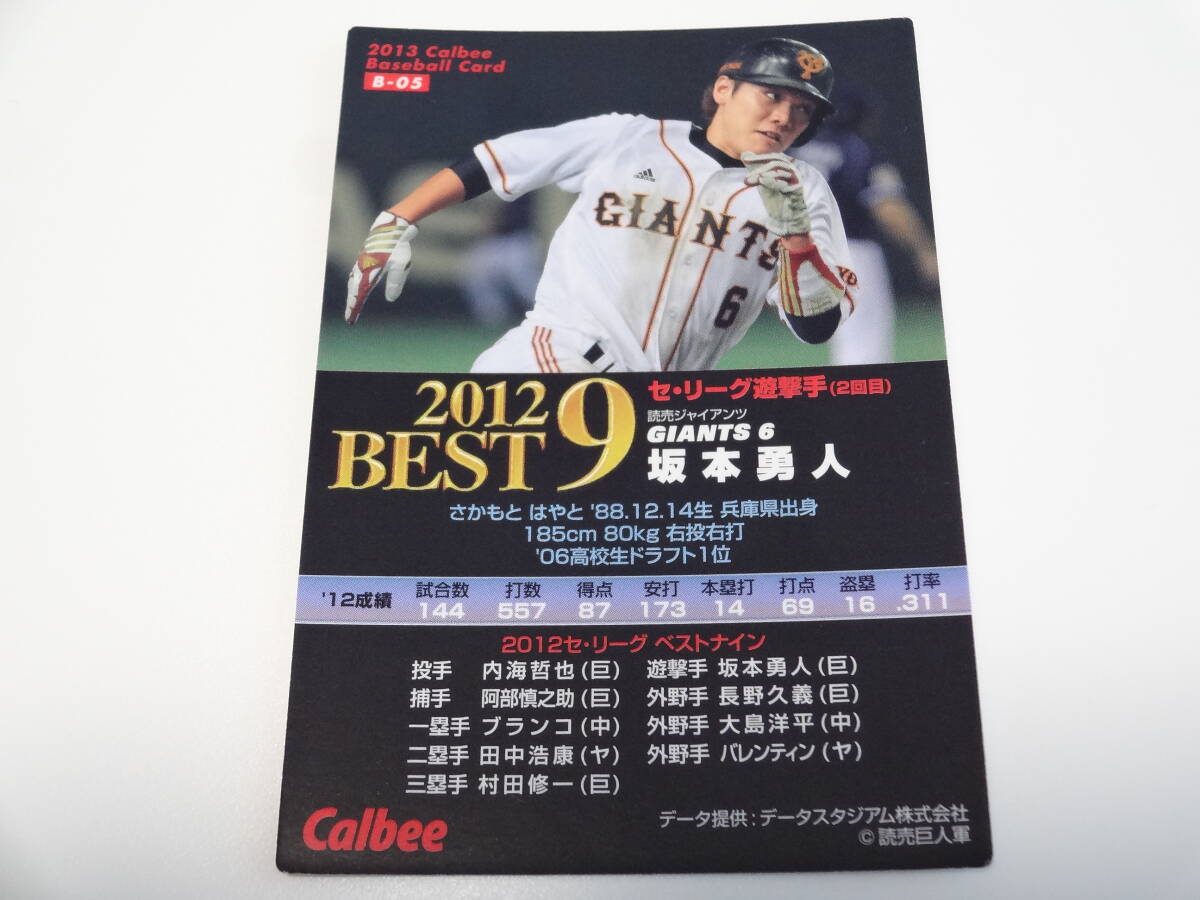 2013 Calbee
Baseball Card
B-05
adidas
GIANTS
6
2012
BEST 9
セ・リーグ遊撃手(2回目)
読売ジャイアンツ
GIANTS 6
坂本勇人
さかもと はやと '88.12.14生 兵庫県出身
185cm 80kg 右投右打
'06高校生ドラフト1位
'12成績 試合数 打数 得点 安打 本塁打 打点 盗塁 打率
144 557 87 173 14 69 16 .311
2012セ・リーグ ベストナイン
投手 内海哲也(巨) 遊撃手 坂本勇人(巨)
捕手 阿部慎之助(巨) 外野手 長野久義(巨)
一塁手 ブランコ(中) 外野手 大島洋平(中)
二塁手 田中浩康(ヤ) 外野手 バレンティン(ヤ)
三塁手 村田修一(巨)
Calbee
データ提供:データスタジアム株式会社
©読売巨人軍